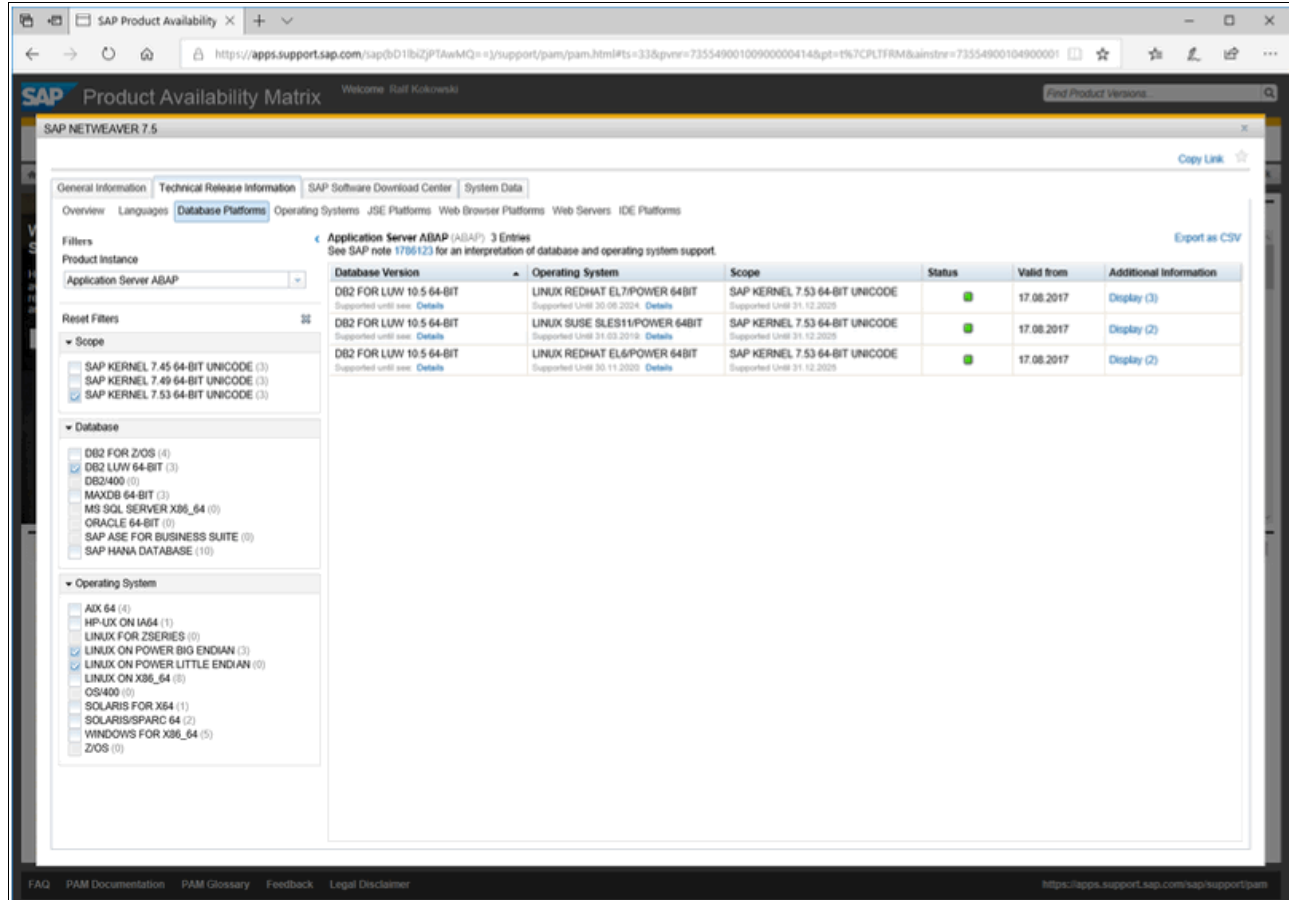 SAP Product Availability
https://apps.support.sap.com/sap(bD1lbiZjPTAwMQ==)/support/pam/pam.html#ts=33&pvnr=73554900100900000414&pt=t%7CPLTFRM&ainstnr=73554900104900001
SAP Product Availability Matrix
Welcome Ralf Kokowski
Find Product Versions...
SAP NETWEAVER 7.5
Copy Link
General Information Technical Release Information SAP Software Download Center System Data
Overview Languages Database Platforms Operating Systems JSE Platforms Web Browser Platforms Web Servers IDE Platforms
Filters
Product Instance
Application Server ABAP
Reset Filters
Scope
SAP KERNEL 7.45 64-BIT UNICODE (3)
SAP KERNEL 7.49 64-BIT UNICODE (3)
SAP KERNEL 7.53 64-BIT UNICODE (3)
Database
DB2 FOR Z/OS (4)
DB2 LUW 64-BIT (3)
DB2/400 (0)
MAXDB 64-BIT (3)
MS SQL SERVER X86_64 (0)
ORACLE 64-BIT (0)
SAP ASE FOR BUSINESS SUITE (0)
SAP HANA DATABASE (10)
Operating System
AIX 64 (4)
HP-UX ON IA64 (1)
LINUX FOR ZSERIES (0)
LINUX ON POWER BIG ENDIAN (3)
LINUX ON POWER LITTLE ENDIAN (0)
LINUX ON X86_64 (8)
OS/400 (0)
SOLARIS FOR X64 (1)
SOLARIS/SPARC 64 (2)
WINDOWS FOR X86_64 (5)
Z/OS (0)
Application Server ABAP (ABAP) 3 Entries
Export as CSV
See SAP note 1786123 for an interpretation of database and operating system support.
Database Version Operating System Scope Status Valid from Additional Information
DB2 FOR LUW 10.5 64-BIT LINUX REDHAT EL7/POWER 64BIT SAP KERNEL 7.53 64-BIT UNICODE 17.08.2017 Display (3)
Supported until see: Details Supported Until 30.06.2024 Details Supported Until 31.12.2025
DB2 FOR LUW 10.5 64-BIT LINUX SUSE SLES11/POWER 64BIT SAP KERNEL 7.53 64-BIT UNICODE 17.08.2017 Display (2)
Supported until see: Details Supported Until 31.03.2019 Details Supported Until 31.12.2025
DB2 FOR LUW 10.5 64-BIT LINUX REDHAT EL6/POWER 64BIT SAP KERNEL 7.53 64-BIT UNICODE 17.08.2017 Display (2)
Supported until see: Details Supported Until 30.11.2020 Details Supported Until 31.12.2025
FAQ PAM Documentation PAM Glossary Feedback Legal Disclaimer
https://apps.support.sap.com/sap/support/pam